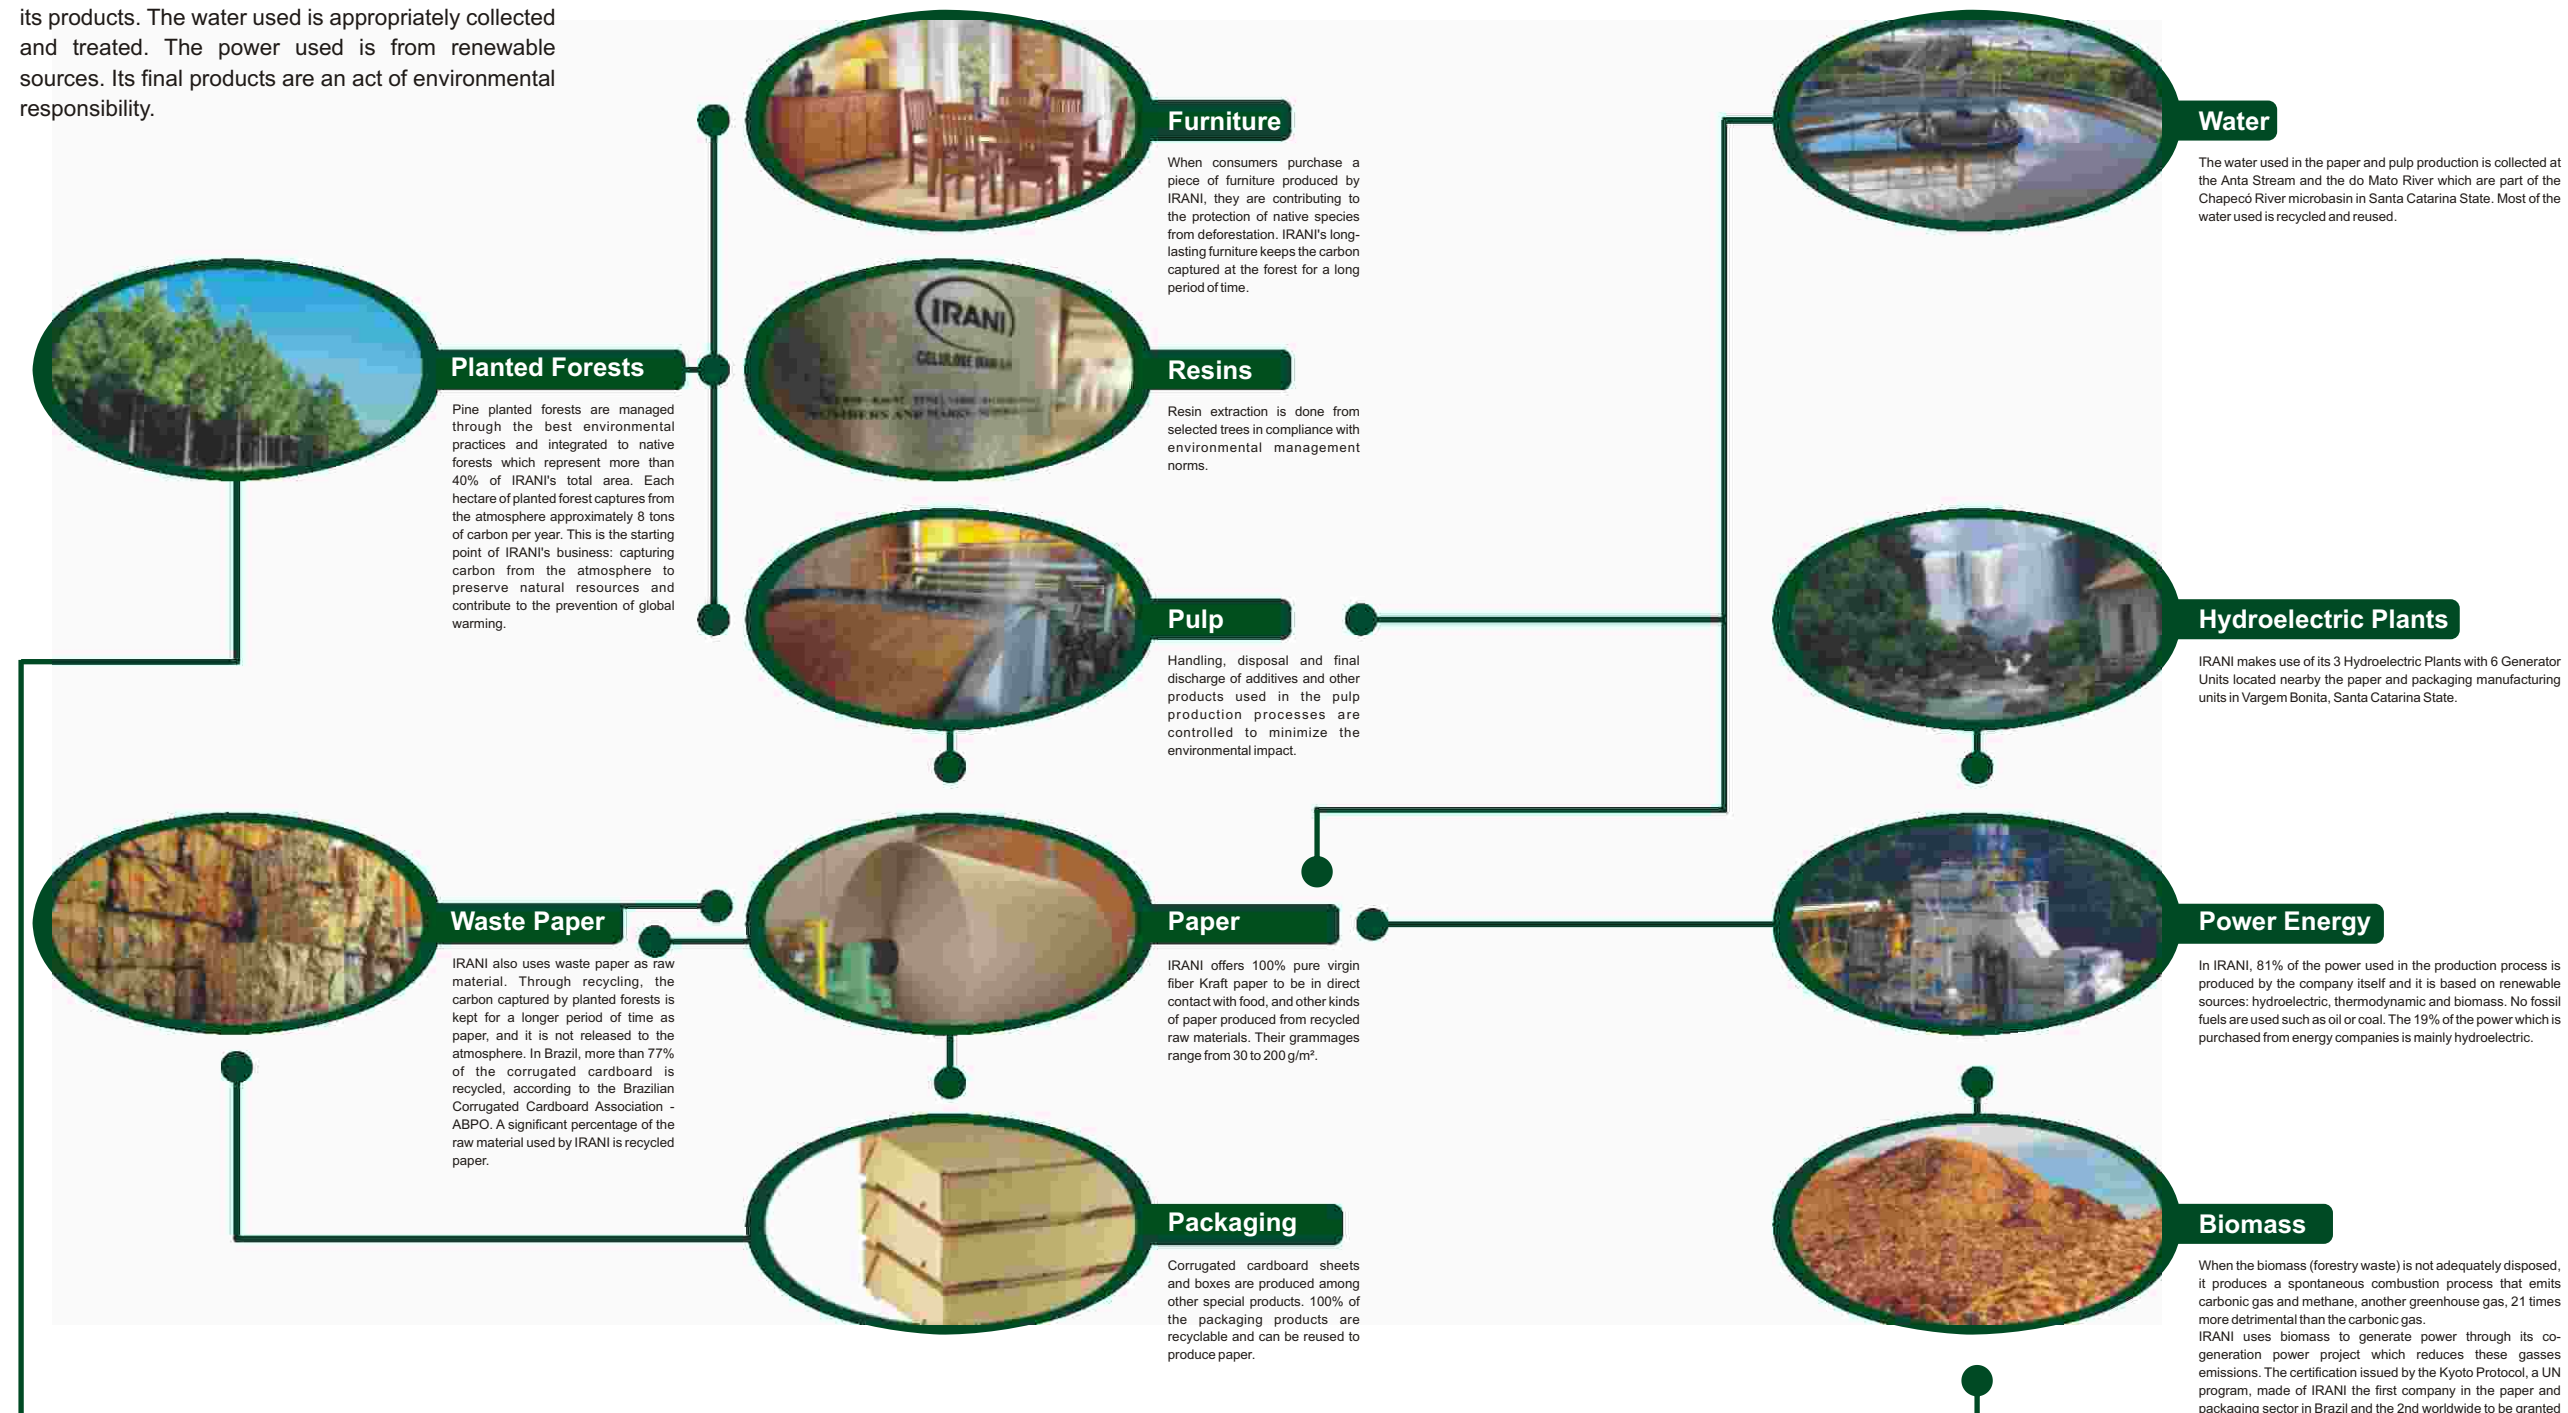 its products. The water used is appropriately collected
and treated. The power used is from renewable
sources. Its final products are an act of environmental
responsibility.
Furniture
When consumers purchase a
piece of furniture produced by
IRANI, they are contributing to
the protection of native species
from deforestation. IRANI's long-
lasting furniture keeps the carbon
captured at the forest for a long
period of time.
Water
The water used in the paper and pulp production is collected at
the Anta Stream and the do Mato River which are part of the
Chapecó River microbasin in Santa Catarina State. Most of the
water used is recycled and reused.
Planted Forests
Pine planted forests are managed
through the best environmental
practices and integrated to native
forests which represent more than
40% of IRANI's total area. Each
hectare of planted forest captures from
the atmosphere approximately 8 tons
of carbon per year. This is the starting
point of IRANI's business: capturing
carbon from the atmosphere to
preserve natural resources and
contribute to the prevention of global
warming.
IRANI
Resins
Resin extraction is done from
selected trees in compliance with
environmental management
norms.
Pulp
Handling, disposal and final
discharge of additives and other
products used in the pulp
production processes are
controlled to minimize the
environmental impact.
Hydroelectric Plants
IRANI makes use of its 3 Hydroelectric Plants with 6 Generator
Units located nearby the paper and packaging manufacturing
units in Vargem Bonita, Santa Catarina State.
Waste Paper
IRANI also uses waste paper as raw
material. Through recycling, the
carbon captured by planted forests is
kept for a longer period of time as
paper, and it is not released to the
atmosphere. In Brazil, more than 77%
of the corrugated cardboard is
recycled, according to the Brazilian
Corrugated Cardboard Association -
ABPO. A significant percentage of the
raw material used by IRANI is recycled
paper.
Paper
IRANI offers 100% pure virgin
fiber Kraft paper to be in direct
contact with food, and other kinds
of paper produced from recycled
raw materials. Their grammages
range from 30 to 200 g/m².
Power Energy
In IRANI, 81% of the power used in the production process is
produced by the company itself and it is based on renewable
sources: hydroelectric, thermodynamic and biomass. No fossil
fuels are used such as oil or coal. The 19% of the power which is
purchased from energy companies is mainly hydroelectric.
Packaging
Corrugated cardboard sheets
and boxes are produced among
other special products. 100% of
the packaging products are
recyclable and can be reused to
produce paper.
Biomass
When the biomass (forestry waste) is not adequately disposed,
it produces a spontaneous combustion process that emits
carbonic gas and methane, another greenhouse gas, 21 times
more detrimental than the carbonic gas.
IRANI uses biomass to generate power through its co-
generation power project which reduces these gasses
emissions. The certification issued by the Kyoto Protocol, a UN
program, made of IRANI the first company in the paper and
packaging sector in Brazil and the 2nd worldwide to be granted